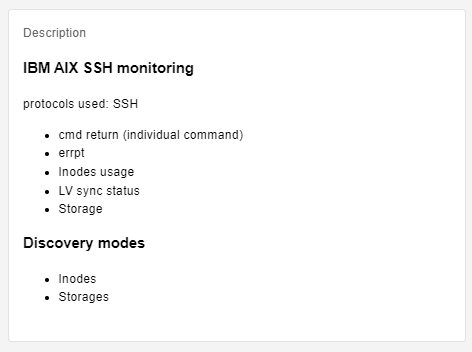 Description
IBM AIX SSH monitoring
protocols used: SSH
• cmd return (individual command)
• errpt
• Inodes usage
• LV sync status
• Storage
Discovery modes
• Inodes
• Storages